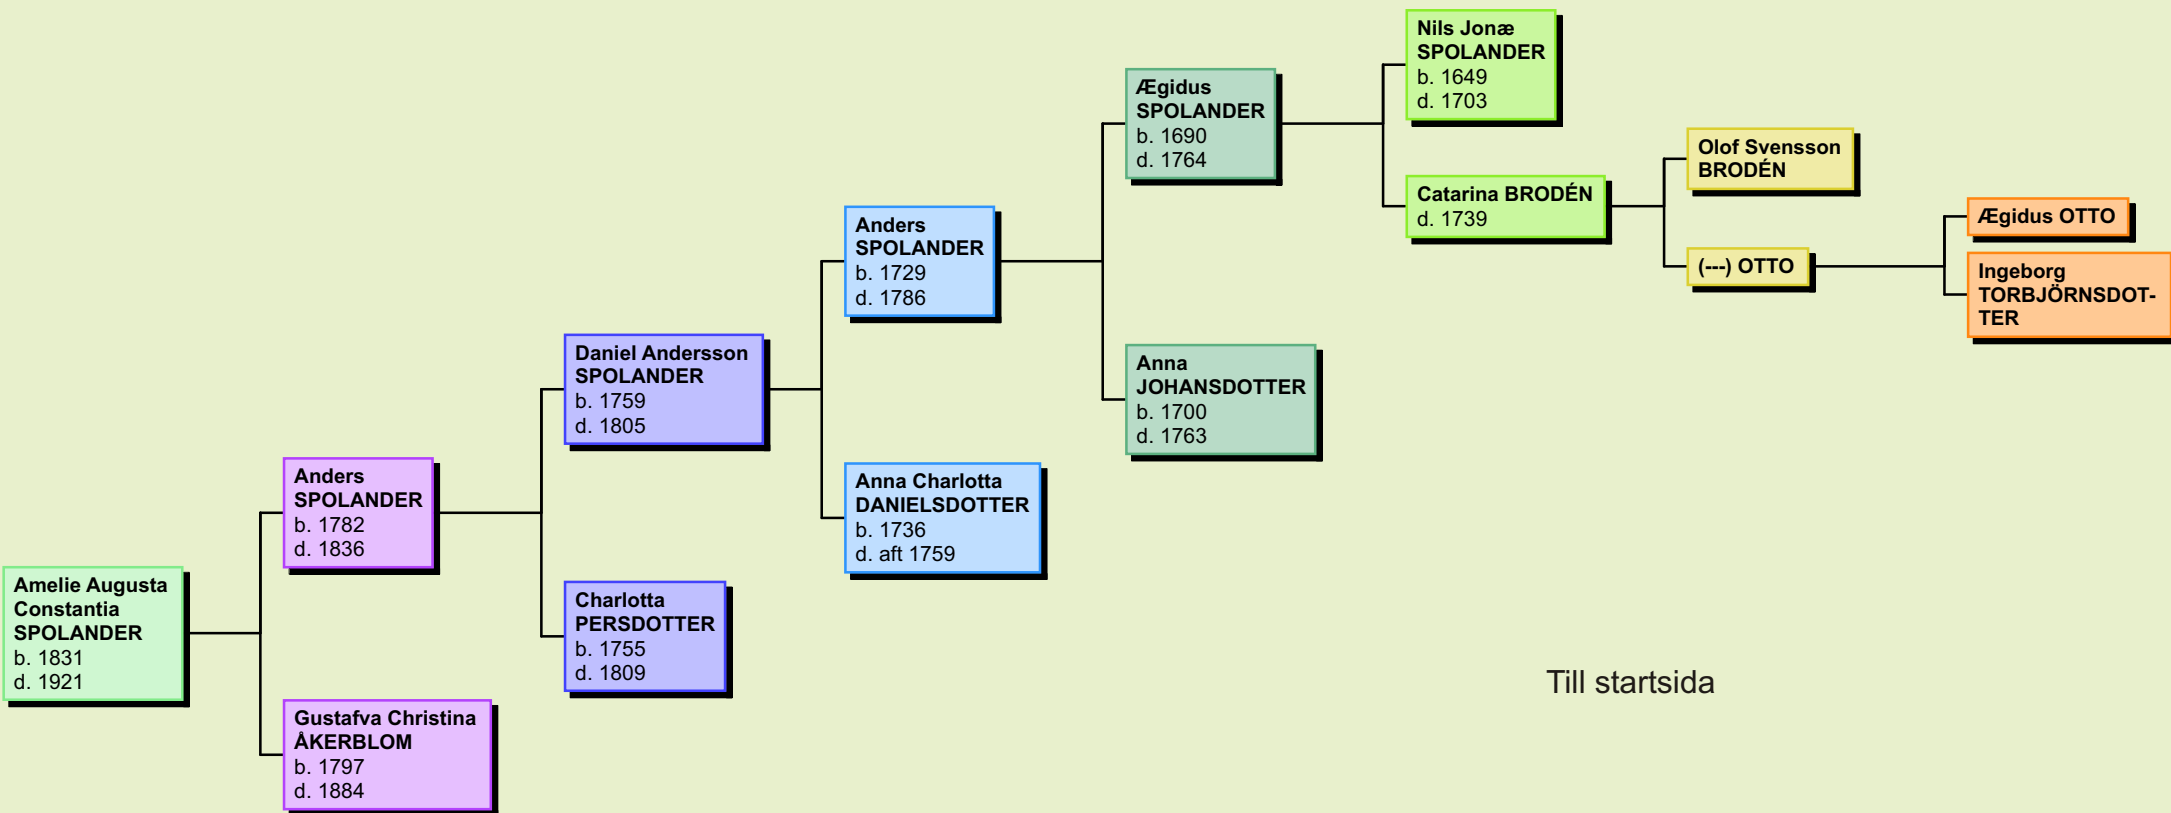 Nils Jonæ
SPOLANDER
b. 1649
d. 1703
Ægidus
SPOLANDER
b. 1690
d. 1764
Olof Svensson
BRODÉN
Catarina BRODÉN
d. 1739
Ægidus OTTO
Anders
SPOLANDER
b. 1729
d. 1786
(---) OTTO
Ingeborg
TORBJÖRNSDOT-
TER
Daniel Andersson
SPOLANDER
b. 1759
d. 1805
Anna
JOHANSDOTTER
b. 1700
d. 1763
Anders
SPOLANDER
b. 1782
d. 1836
Anna Charlotta
DANIELSDOTTER
b. 1736
d. aft 1759
Amelie Augusta
Constantia
SPOLANDER
b. 1831
d. 1921
Charlotta
PERSDOTTER
b. 1755
d. 1809
Till startsida
Gustafva Christina
ÅKERBLOM
b. 1797
d. 1884